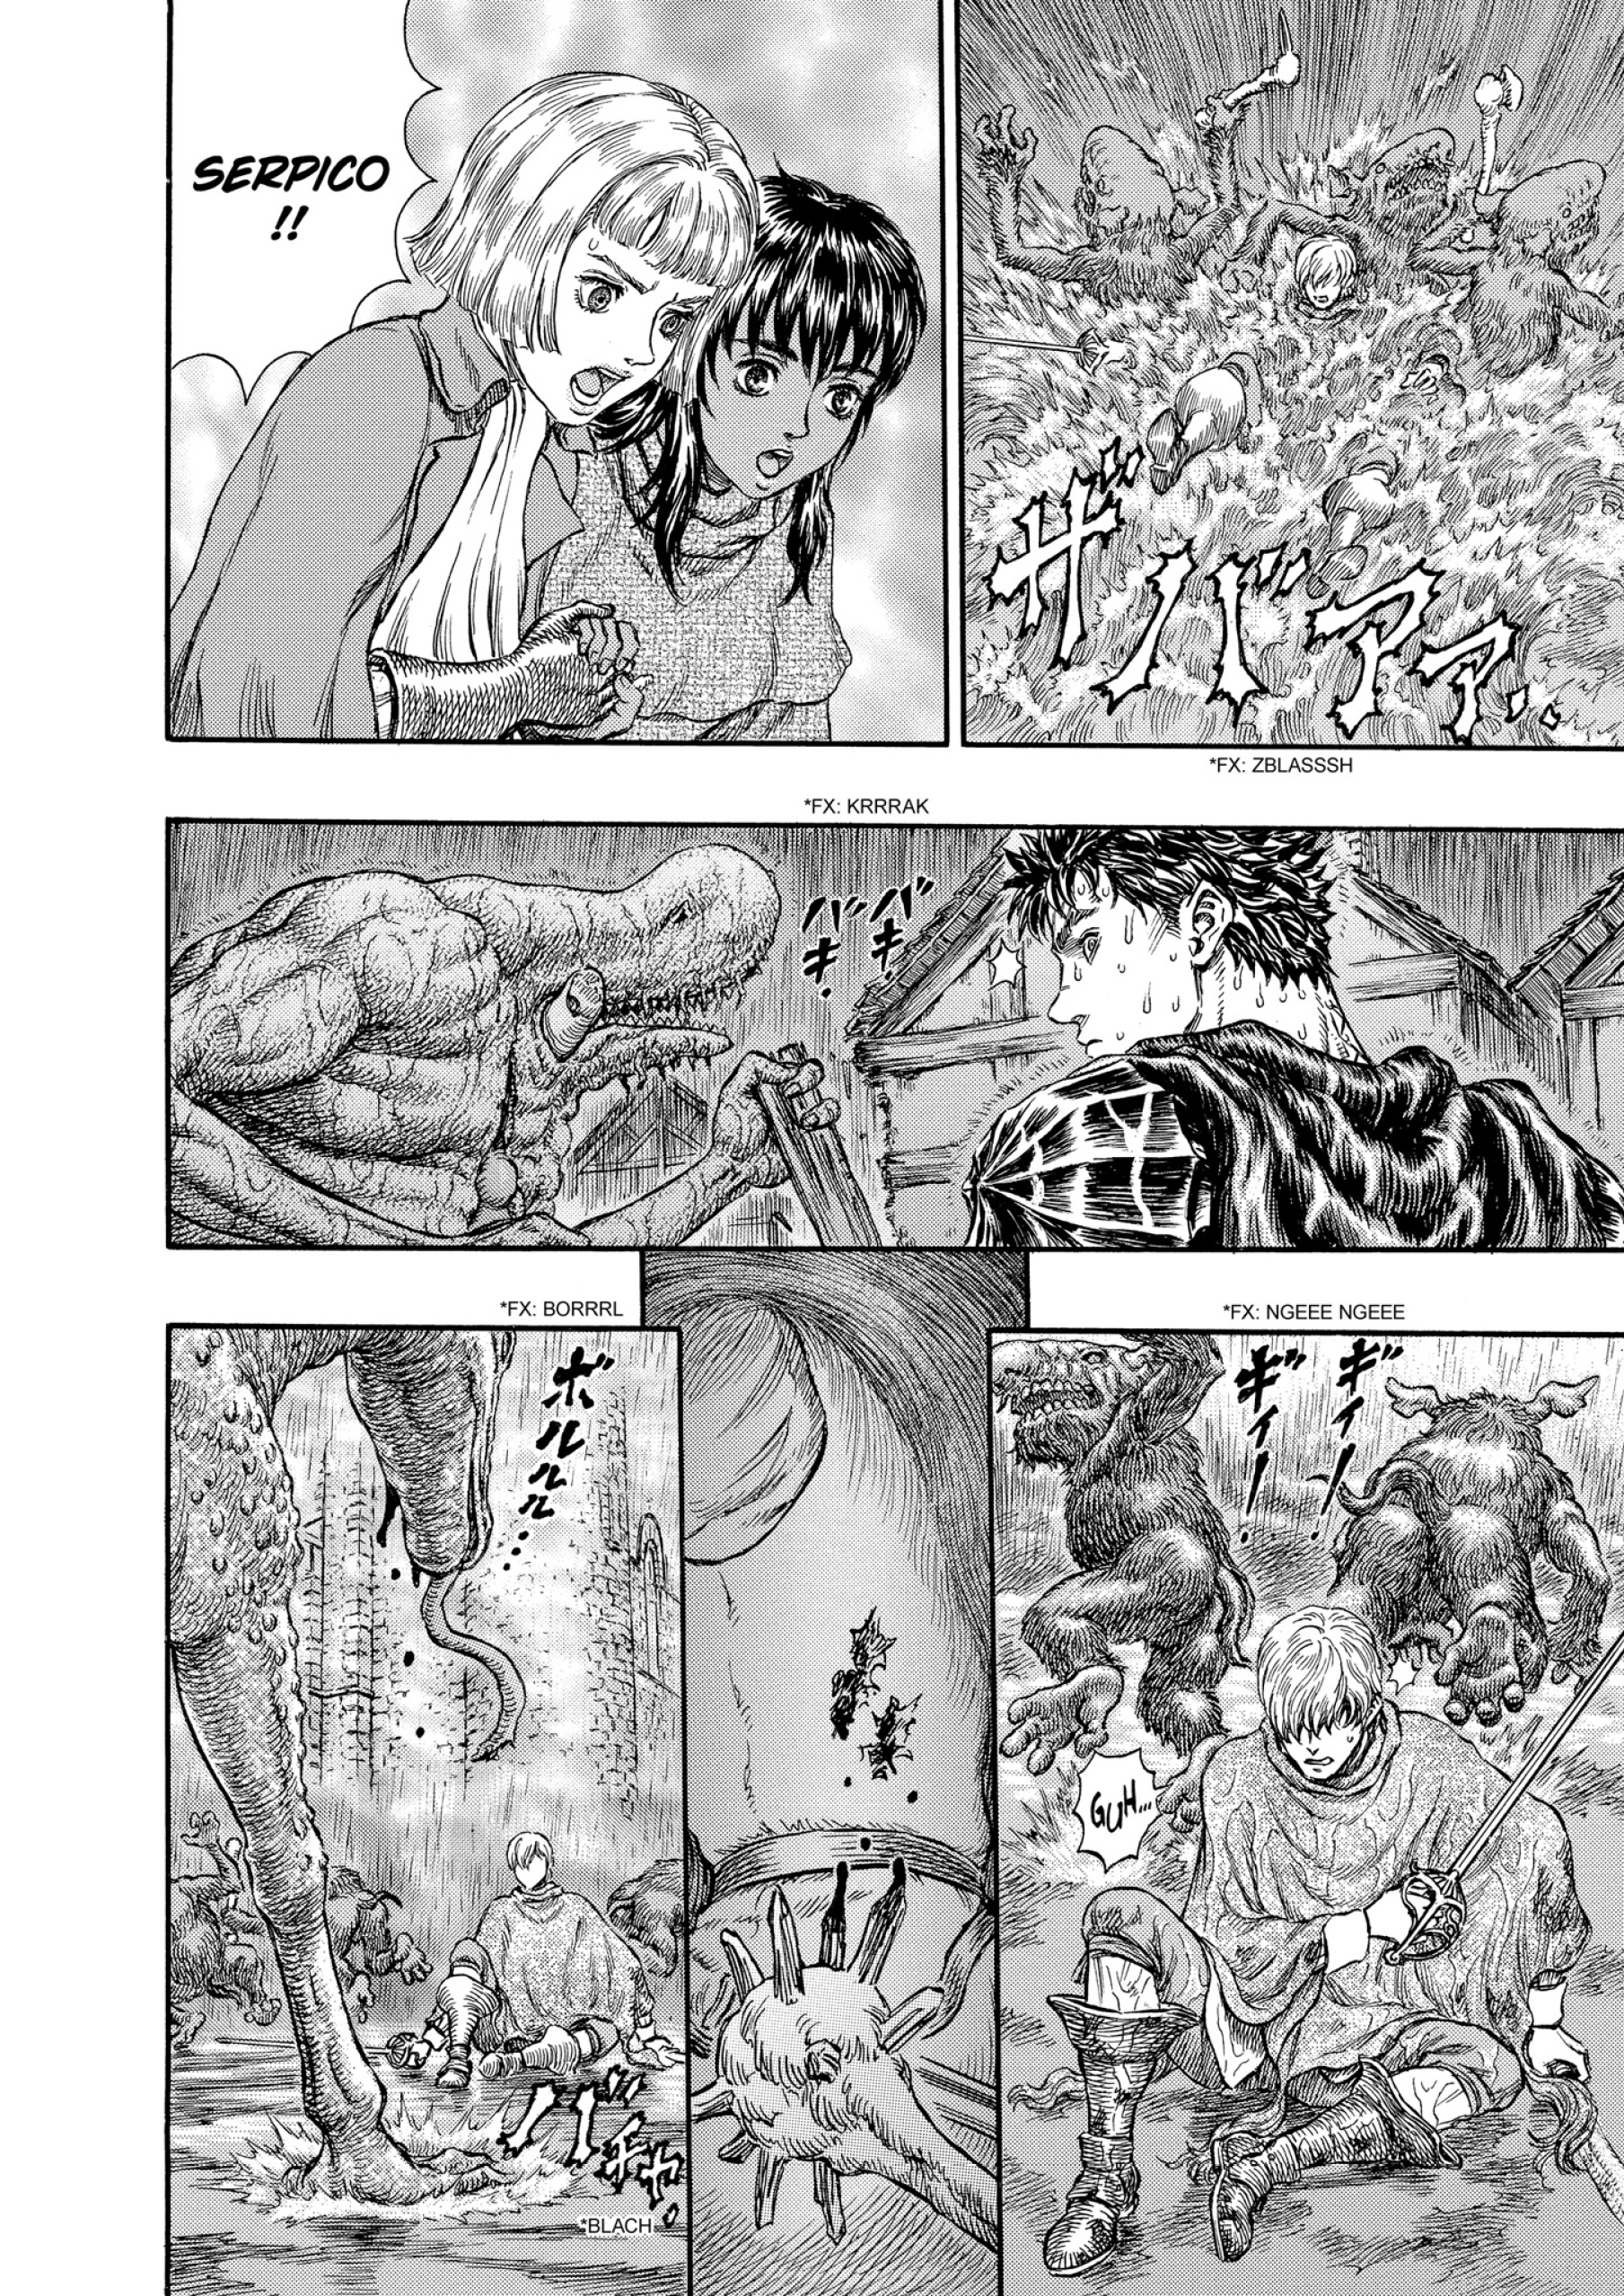 ザバアァ..
*FX: ZBLASSSH
SERPICO
!!
*FX: KRRRAK
バキ
バキ.
*FX: NGEEE NGEEE
ギィー!
ギィー!
GUH...
*FX: BORRRL
ボルルルル...
バチャ.
*BLACH